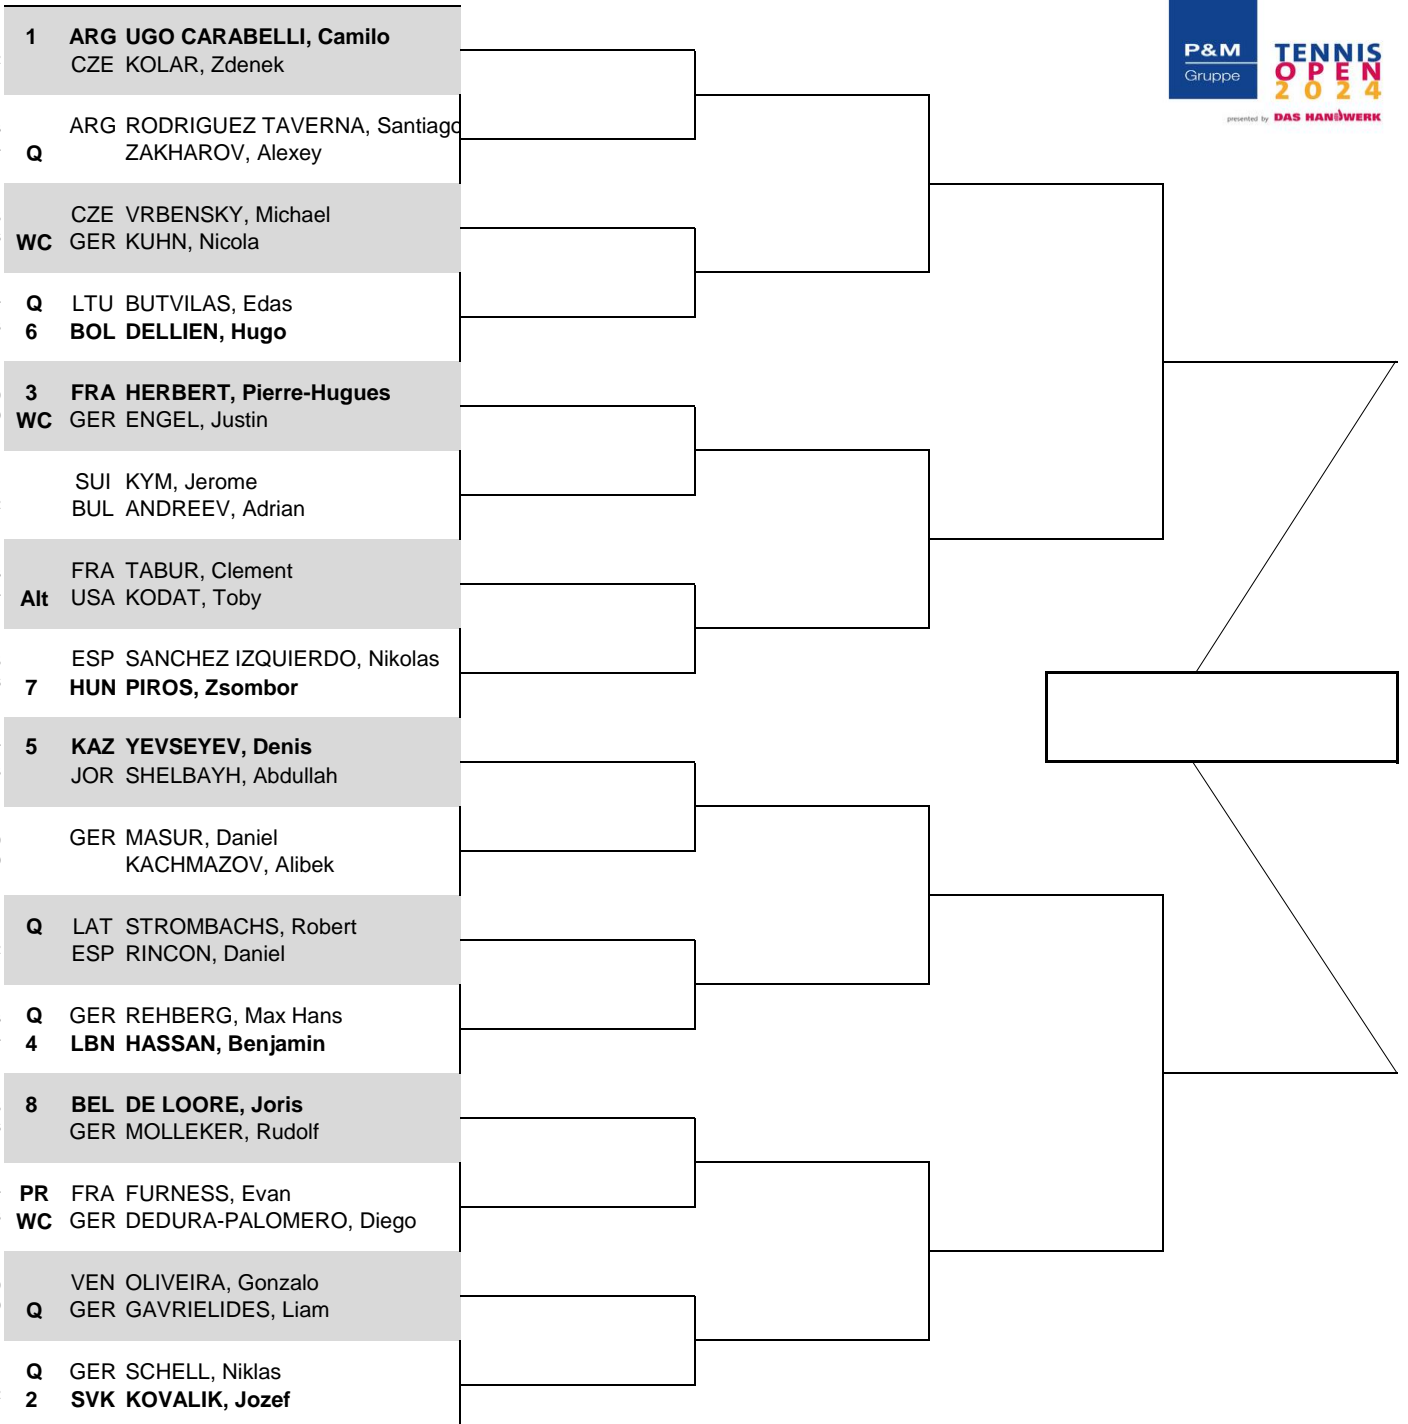 P&M
Gruppe
TENNIS
OPEN
2024
presented by DAS HANDWERK
1 ARG UGO CARABELLI, Camilo
CZE KOLAR, Zdenek
ARG RODRIGUEZ TAVERNA, Santiago
Q ZAKHAROV, Alexey
CZE VRBENSKY, Michael
WC GER KUHN, Nicola
Q LTU BUTVILAS, Edas
6 BOL DELLIEN, Hugo
3 FRA HERBERT, Pierre-Hugues
WC GER ENGEL, Justin
SUI KYM, Jerome
BUL ANDREEV, Adrian
FRA TABUR, Clement
Alt USA KODAT, Toby
ESP SANCHEZ IZQUIERDO, Nikolas
7 HUN PIROS, Zsombor
5 KAZ YEVSEYEV, Denis
JOR SHELBAYH, Abdullah
GER MASUR, Daniel
KACHMAZOV, Alibek
Q LAT STROMBACHS, Robert
ESP RINCON, Daniel
Q GER REHBERG, Max Hans
4 LBN HASSAN, Benjamin
8 BEL DE LOORE, Joris
GER MOLLEKER, Rudolf
PR FRA FURNESS, Evan
WC GER DEDURA-PALOMERO, Diego
VEN OLIVEIRA, Gonzalo
Q GER GAVRIELIDES, Liam
Q GER SCHELL, Niklas
2 SVK KOVALIK, Jozef